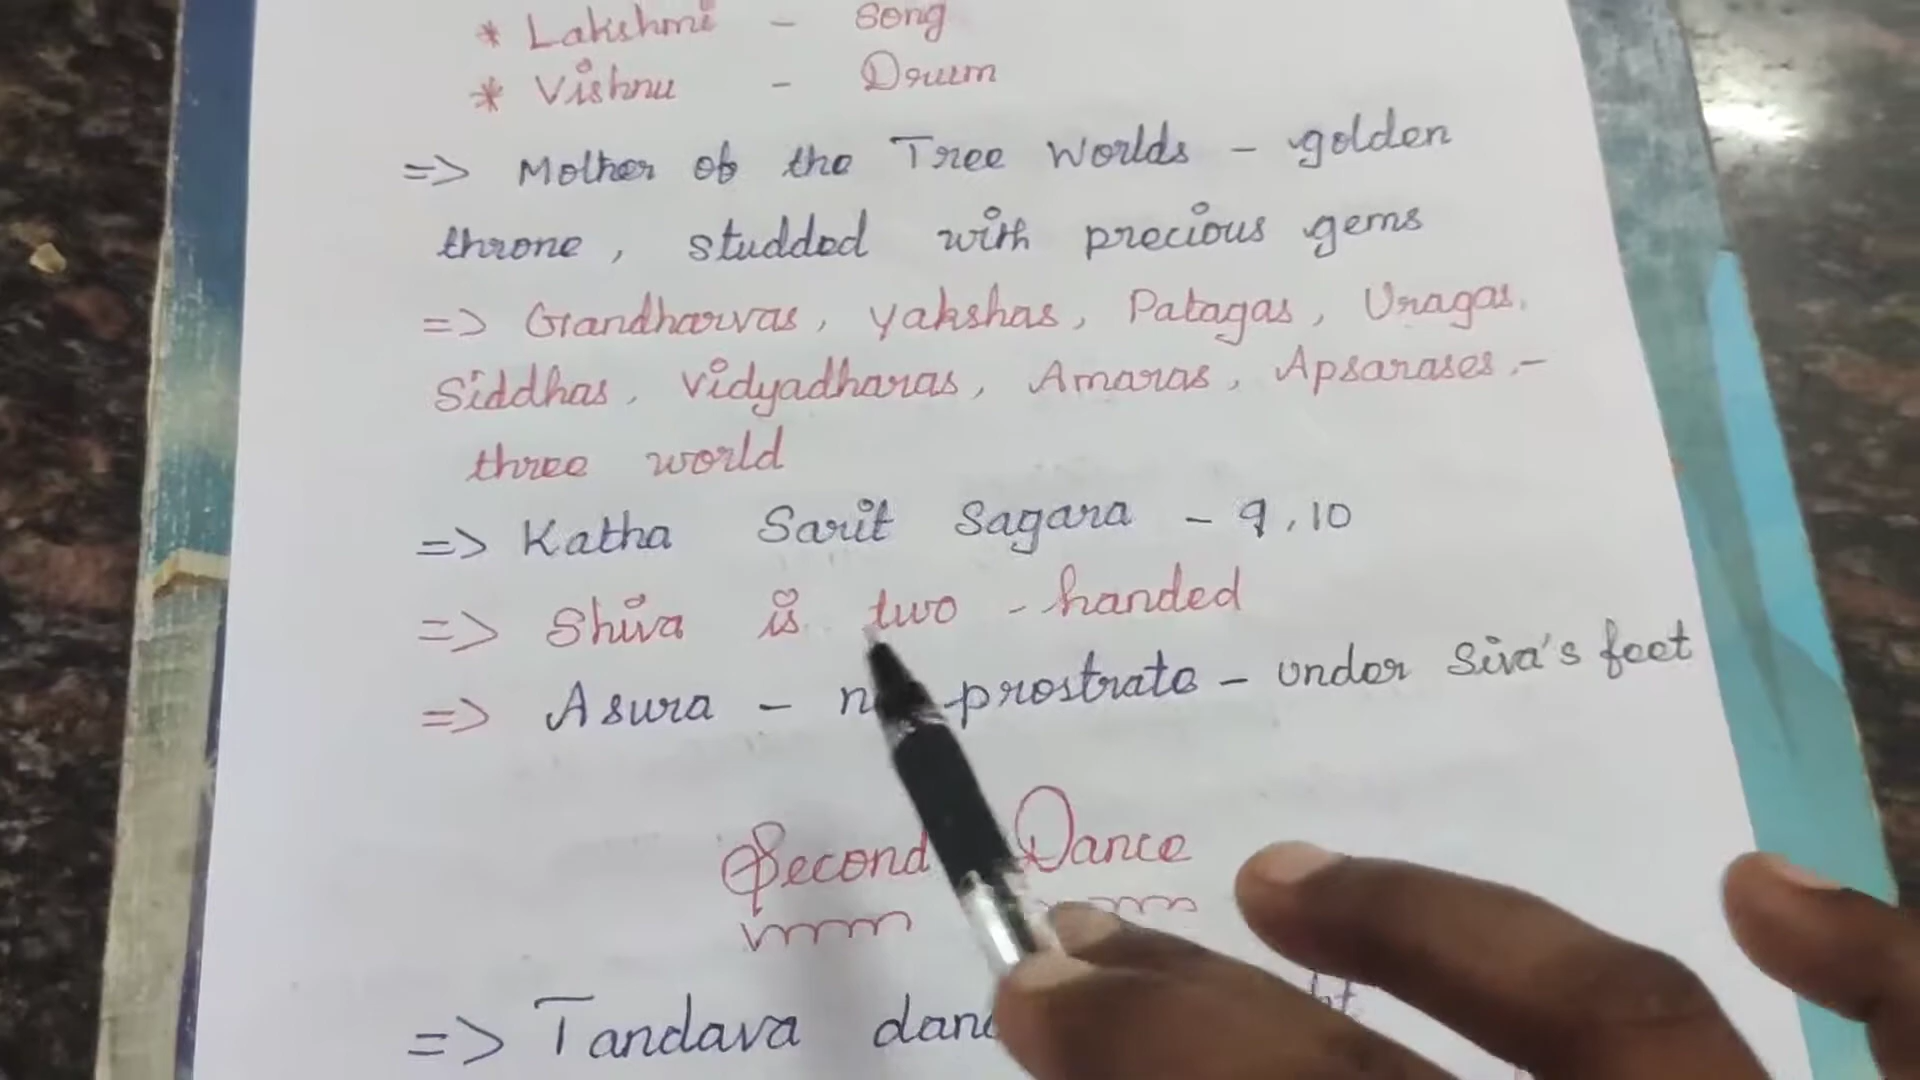 * Lakshmi - Song
* Vishnu - Drum
=> Mother of the Tree Worlds - golden
throne, studded with precious gems
=> Grandharvas, Yakshas, Patagas, Uragas,
Siddhas, Vidyadharas, Amaras, Apsarases, -
three world
=> Katha Sarit Sagara - 9, 10
=> Shiva is two - handed
=> Asura - prostrate - under Siva's feet
Second Dance
=> Tandava